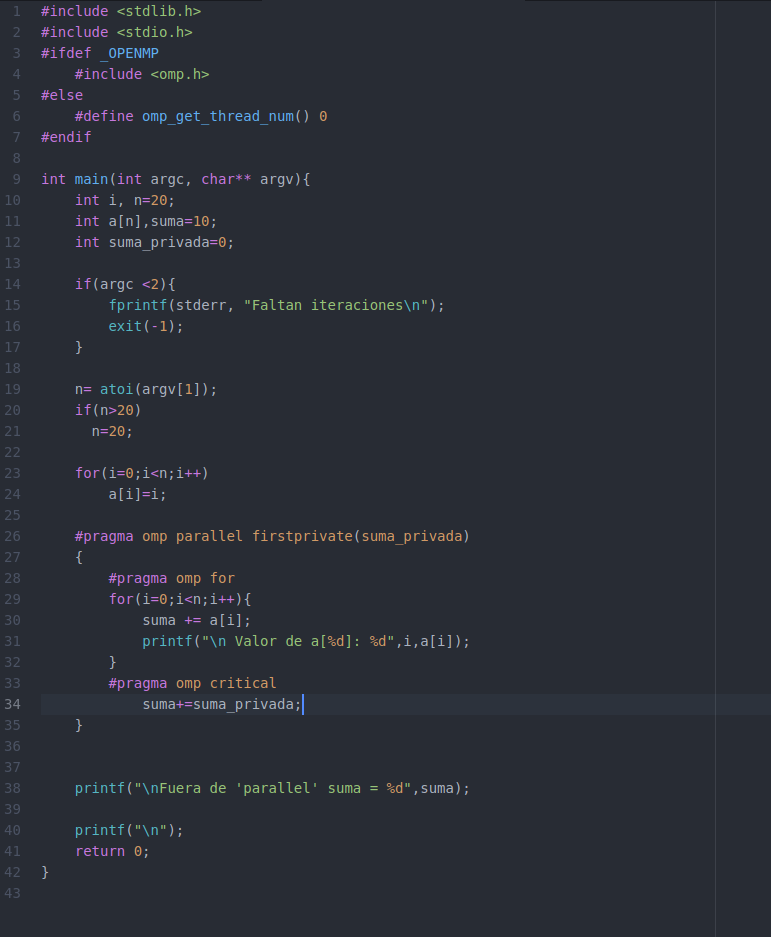 1 #include <stdlib.h>
2 #include <stdio.h>
3 #ifdef _OPENMP
4     #include <omp.h>
5 #else
6     #define omp_get_thread_num() 0
7 #endif
8
9 int main(int argc, char** argv){
10     int i, n=20;
11     int a[n],suma=10;
12     int suma_privada=0;
13
14     if(argc <2){
15         fprintf(stderr, "Faltan iteraciones\n");
16         exit(-1);
17     }
18
19     n= atoi(argv[1]);
20     if(n>20)
21       n=20;
22
23     for(i=0;i<n;i++)
24         a[i]=i;
25
26     #pragma omp parallel firstprivate(suma_privada)
27     {
28         #pragma omp for
29         for(i=0;i<n;i++){
30             suma += a[i];
31             printf("\n Valor de a[%d]: %d",i,a[i]);
32         }
33         #pragma omp critical
34             suma+=suma_privada;
35     }
36
37
38     printf("\nFuera de 'parallel' suma = %d",suma);
39
40     printf("\n");
41     return 0;
42 }
43